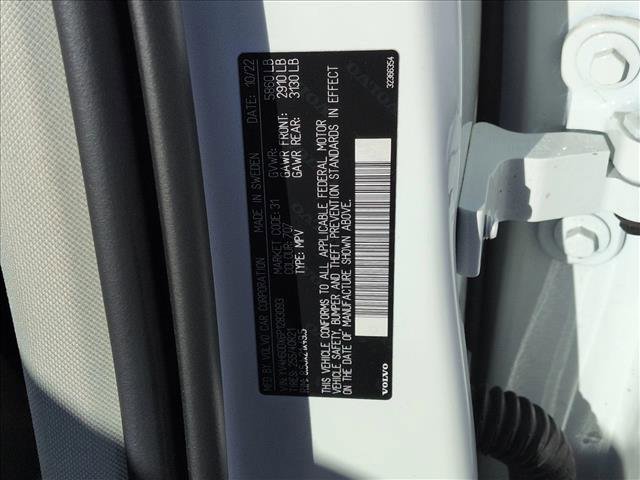 MFD BY VOLVO CAR CORPORATION MADE IN SWEDEN DATE: 10/22
MARKET CODE: 31 GVWR: 5860 LB
COLOUR: 707 GAWR FRONT: 2910 LB
TYPE: MPV GAWR REAR: 3130 LB
THIS VEHICLE CONFORMS TO ALL APPLICABLE FEDERAL MOTOR
VEHICLE SAFETY, BUMPER AND THEFT PREVENTION STANDARDS IN EFFECT
ON THE DATE OF MANUFACTURE SHOWN ABOVE.
VOLVO
32366354